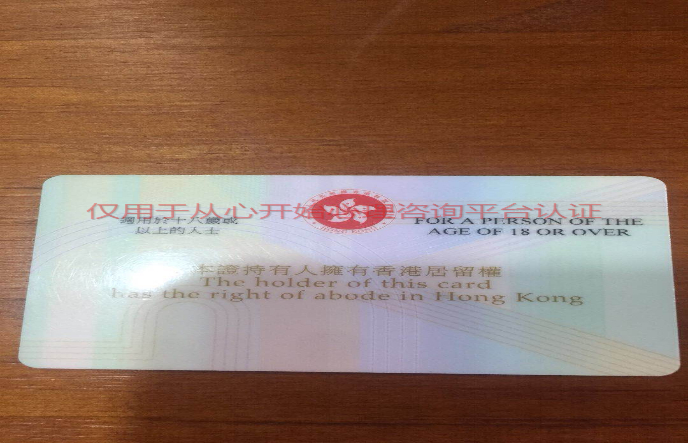 仅用于从心开始心理咨询平台认证
適用於十八歲或
以上的人士
FOR A PERSON OF THE
AGE OF 18 OR OVER
本證持有人擁有香港居留權
The holder of this card
has the right of abode in Hong Kong